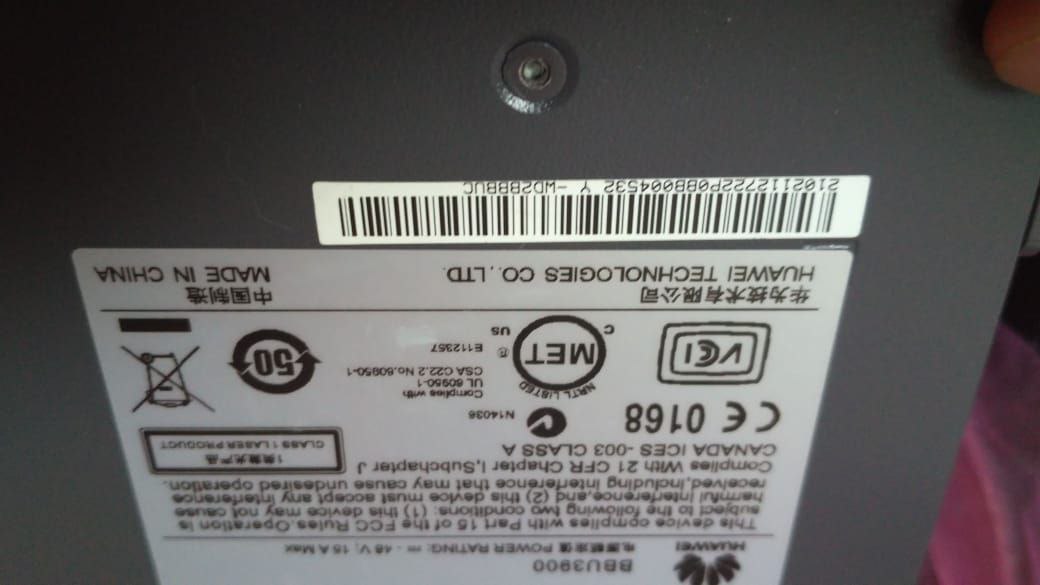 BBU3900
HUAWEI 电源额定值 POWER RATING: ⎓ -48 V; 15 A Max
This device complies with Part 15 of the FCC Rules.Operation is
subject to the following two conditions: (1) this device may not cause
harmful interference,and (2) this device must accept any interference
received,including interference that may cause undesired operation.
Complies With 21 CFR Chapter I,Subchapter J
CANADA ICES -003 CLASS A
1类激光产品
CLASS 1 LASER PRODUCT
CE 0168
N14036
VCI
NRTL LISTED
MET
C US
®
Complies with
UL 60950-1
CSA C22.2 No.60950-1
E112357
50
华为技术有限公司 中国制造
HUAWEI TECHNOLOGIES CO., LTD. MADE IN CHINA
2102112722P08B004532 Y -WD2BBBUC